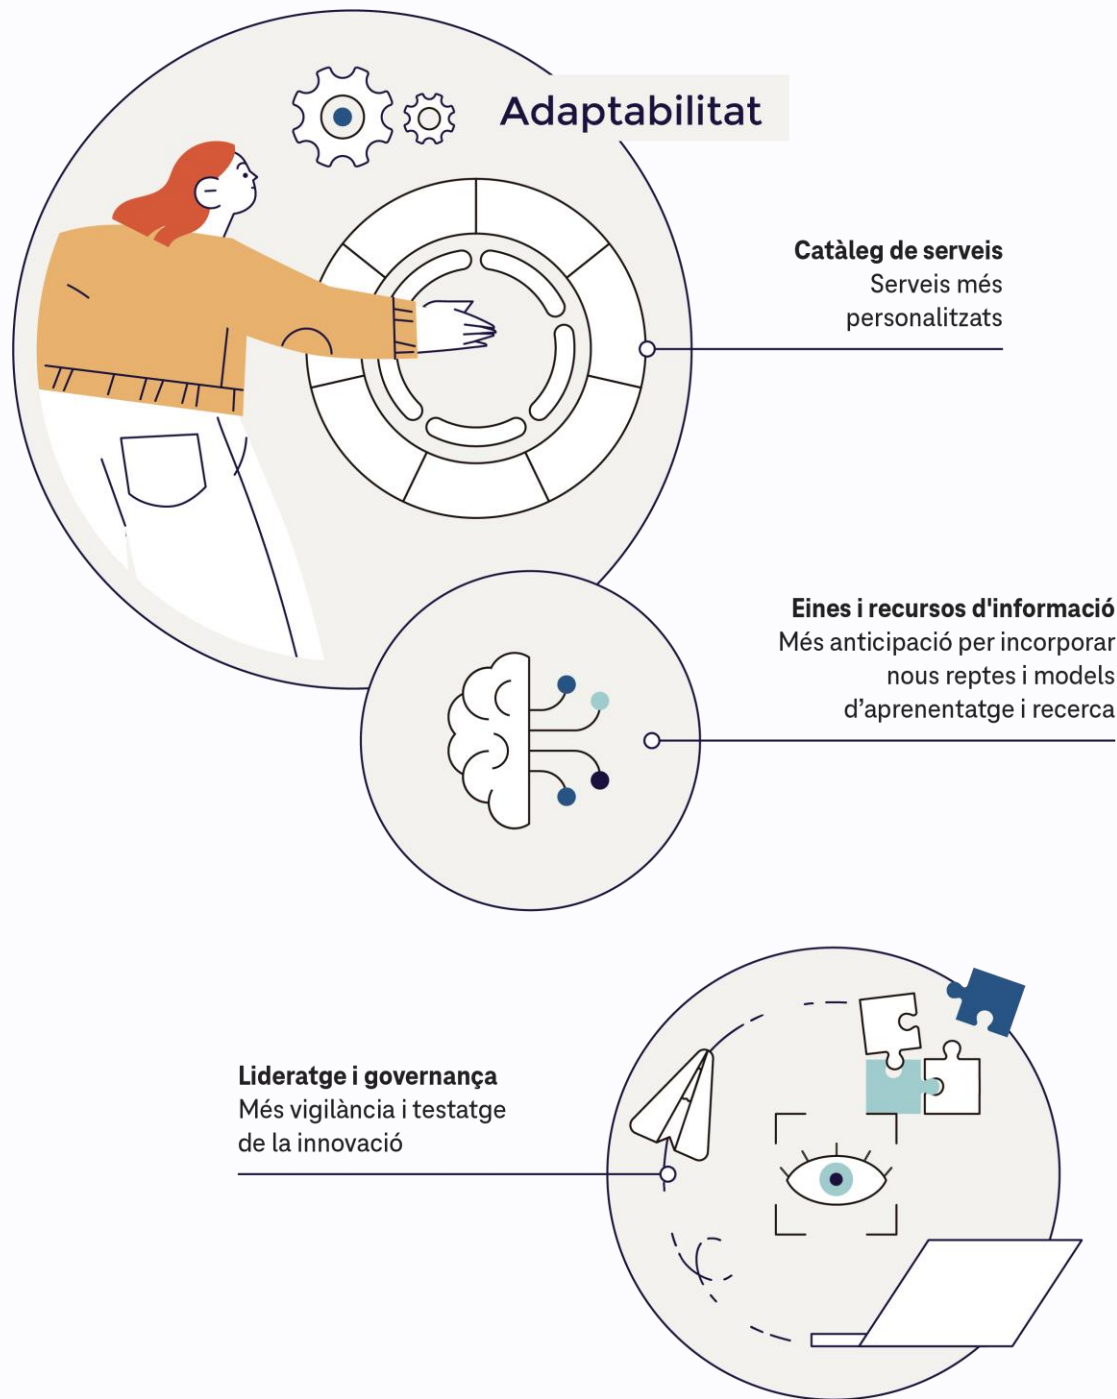 Adaptabilitat
Catàleg de serveis
Serveis més
personalitzats
Eines i recursos d'informació
Més anticipació per incorporar
nous reptes i models
d’aprenentatge i recerca
Lideratge i governança
Més vigilància i testatge
de la innovació